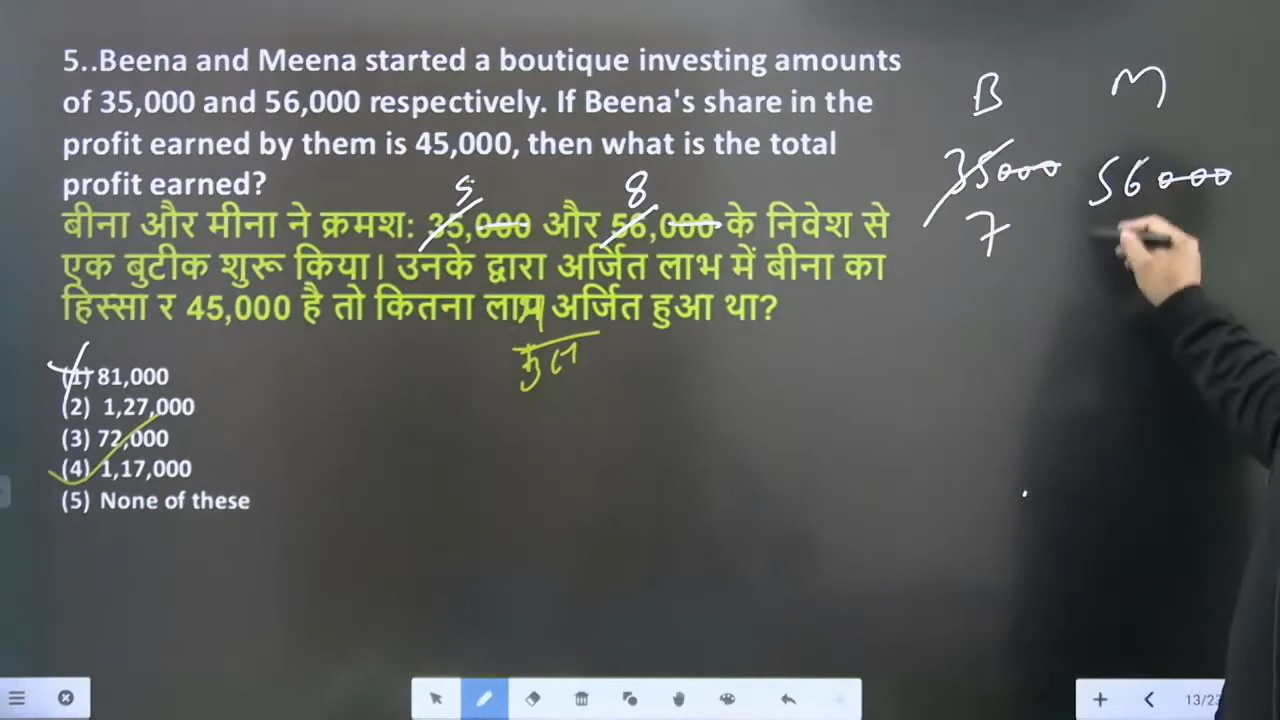 5..Beena and Meena started a boutique investing amounts
of 35,000 and 56,000 respectively. If Beena's share in the
profit earned by them is 45,000, then what is the total
profit earned?
5 8
बीना और मीना ने क्रमश: 35,000 और 56,000 के निवेश से
एक बुटीक शुरू किया। उनके द्वारा अर्जित लाभ में बीना का
हिस्सा र 45,000 है तो कितना लाभ अर्जित हुआ था?
कुल
(1) 81,000
(2) 1,27,000
(3) 72,000
(4) 1,17,000
(5) None of these
B M
35000 56000
7
13/23